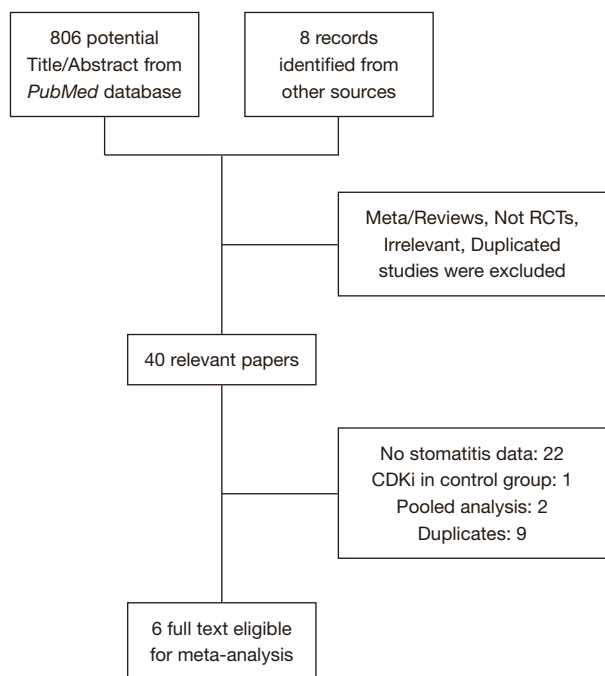 806 potential
Title/Abstract from
PubMed database
8 records
identified from
other sources
Meta/Reviews, Not RCTs,
Irrelevant, Duplicated
studies were excluded
40 relevant papers
No stomatitis data: 22
CDKi in control group: 1
Pooled analysis: 2
Duplicates: 9
6 full text eligible
for meta-analysis